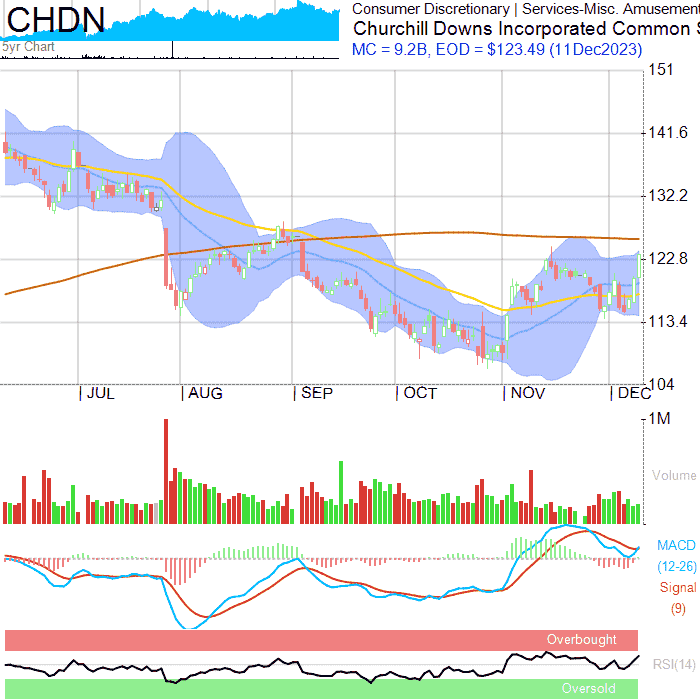 CHDN
5yr Chart
Consumer Discretionary | Services-Misc. Amusement
Churchill Downs Incorporated Common S
MC = 9.2B, EOD = $123.49 (11Dec2023)
151
141.6
132.2
122.8
113.4
104
JUL
AUG
SEP
OCT
NOV
DEC
1M
Volume
MACD
(12-26)
Signal
(9)
Overbought
RSI(14)
Oversold